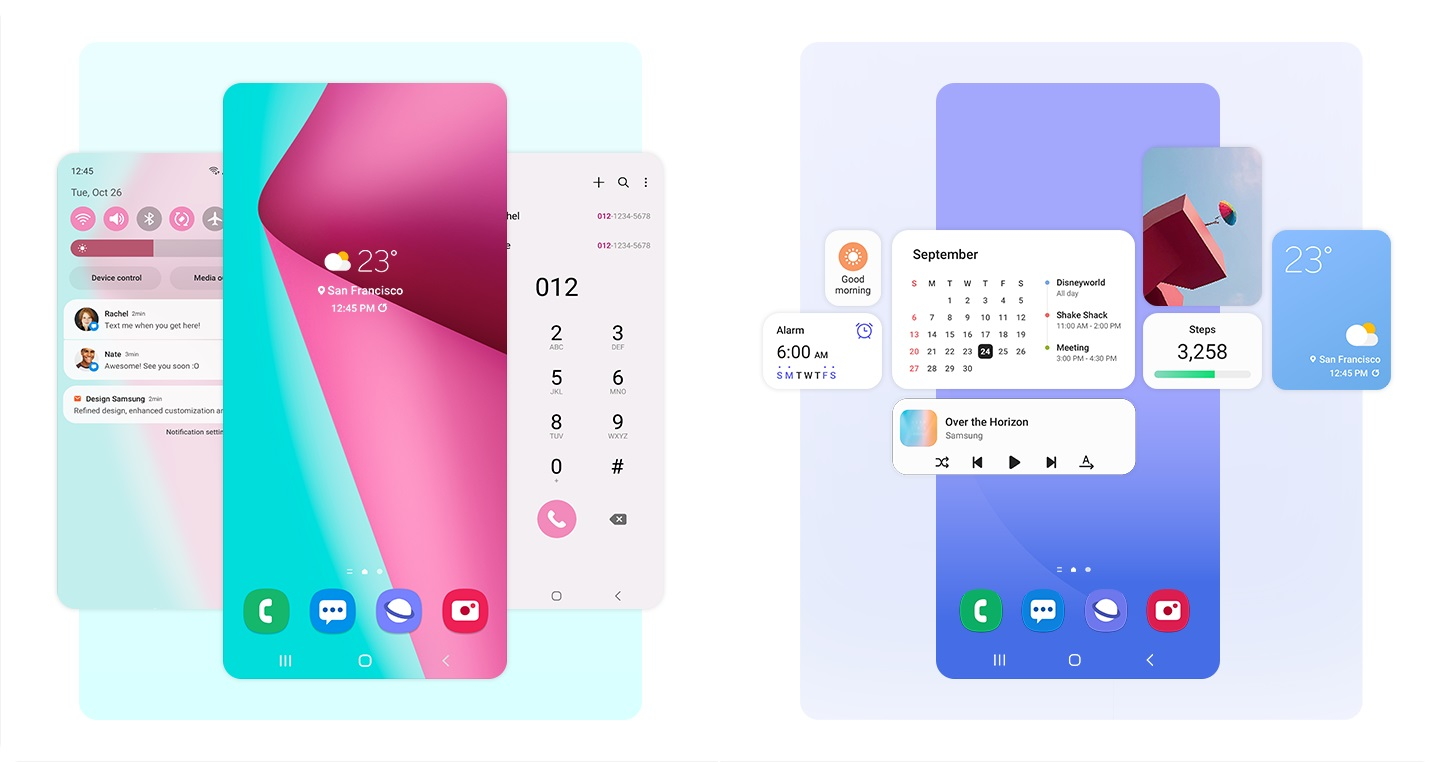 12:45
Tue, Oct 26
Device control
Media o
Rachel 2min
Text me when you get here!
Nate 3min
Awesome! See you soon :O
Design Samsung 2min
Refined design, enhanced customization ar
Notification settin
23°
San Francisco
12:45 PM
hel 012-1234-5678
e 012-1234-5678
012
2 3
ABC DEF
5 6
JKL MNO
8 9
TUV WXYZ
0 #
+
Good
morning
Alarm
6:00 AM
S M T W T F S
September
S M T W T F S
1 2 3 4 5
6 7 8 9 10 11 12
13 14 15 16 17 18 19
20 21 22 23 24 25 26
27 28 29 30
Disneyworld
All day
Shake Shack
11:00 AM - 2:00 PM
Meeting
3:00 PM - 4:30 PM
Steps
3,258
23°
San Francisco
12:45 PM
Over the Horizon
Samsung
A